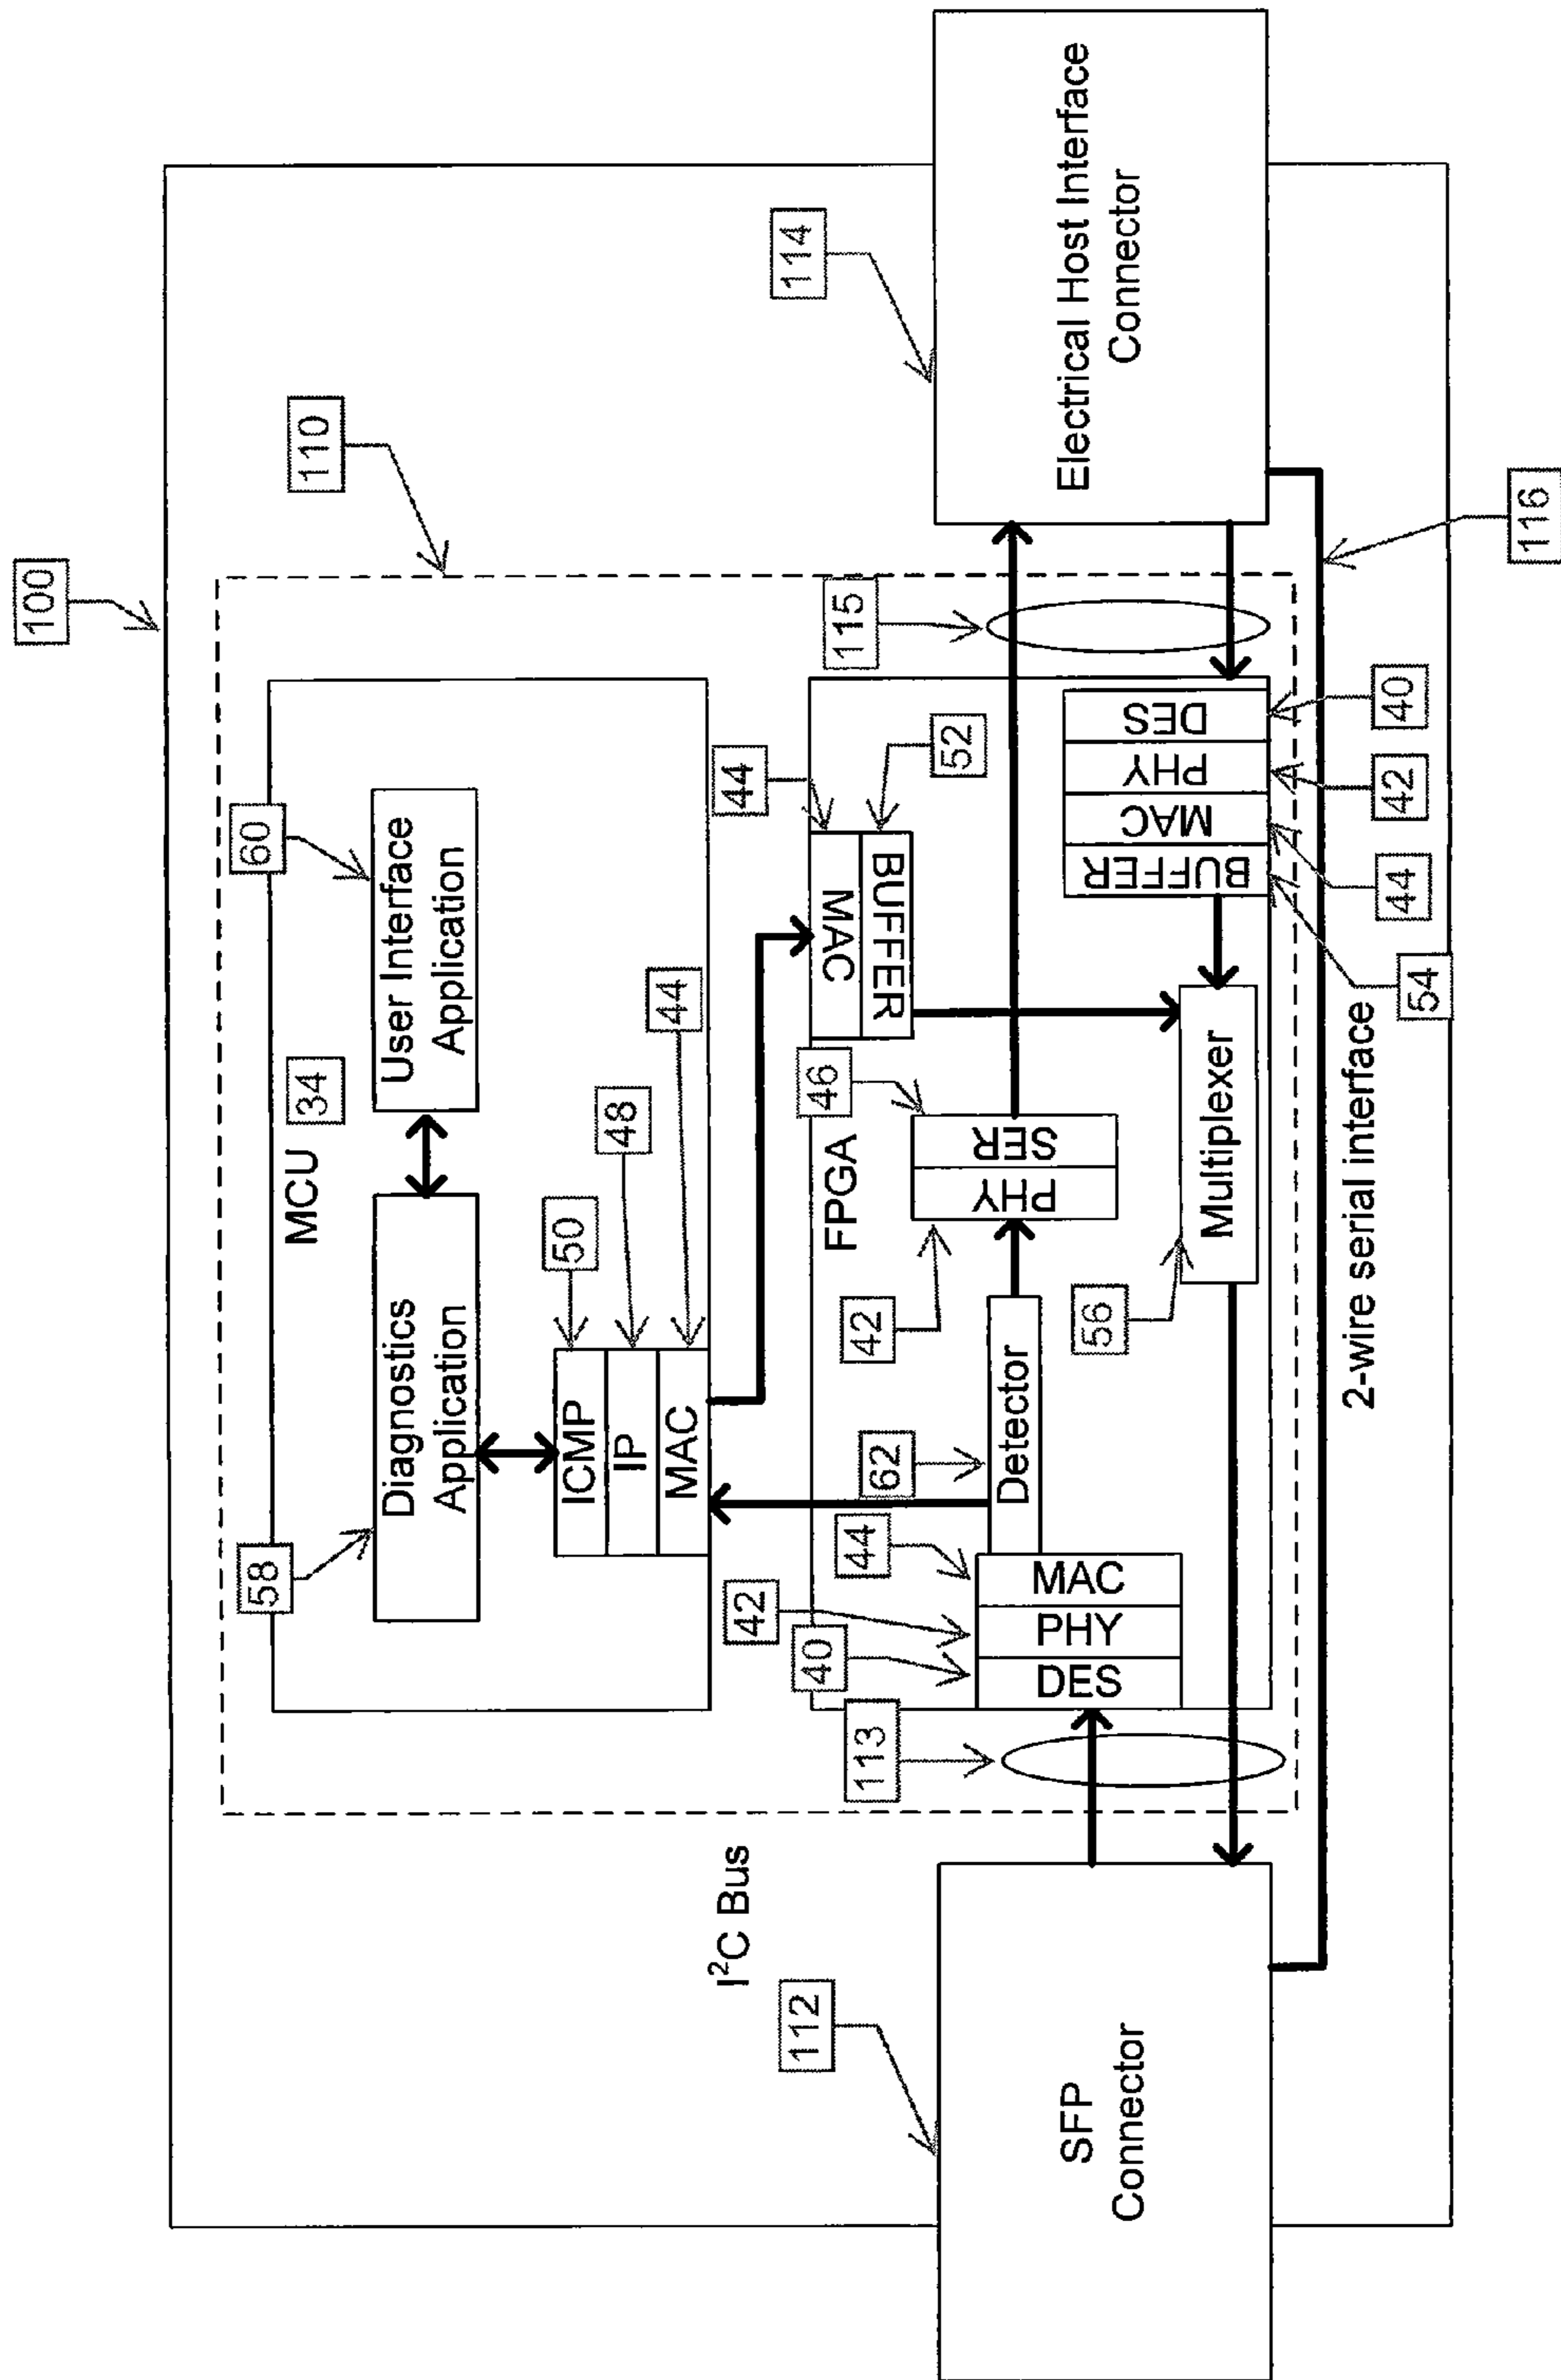 100
110
60
MCU
34
User Interface
Application
58
Diagnostics
Application
50
48
44
ICMP
IP
MAC
114
Electrical Host Interface
Connector
115
44
52
MAC
BUFFER
46
FPGA
PHY
SER
42
62
Detector
44
42
40
DES
PHY
MAC
113
56
Multiplexer
BUFFER
MAC
PHY
DES
40
42
44
54
I²C Bus
112
SFP
Connector
2-wire serial interface
116